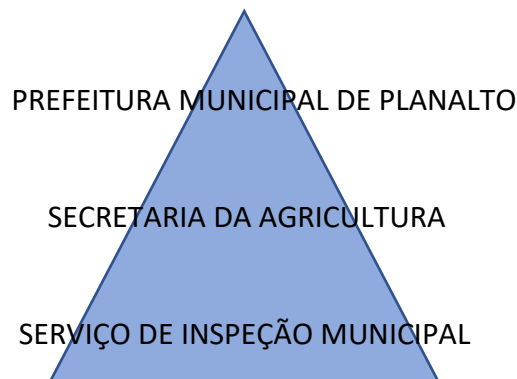 PREFEITURA MUNICIPAL DE PLANALTO
SECRETARIA DA AGRICULTURA
SERVIÇO DE INSPEÇÃO MUNICIPAL